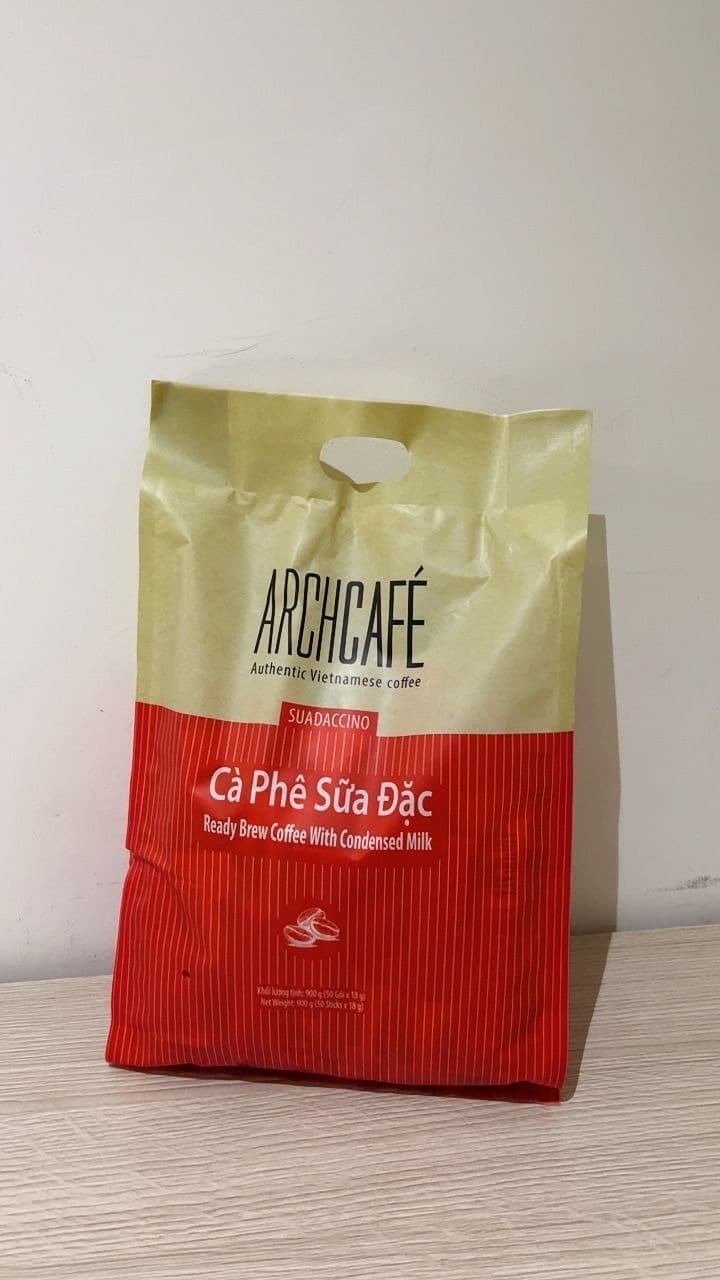 ARCHCAFÉ
Authentic Vietnamese coffee
SUADACCINO
Cà Phê Sữa Đặc
Ready Brew Coffee With Condensed Milk
Khối lượng tịnh: 900 g (50 Gói x 18 g)
Net Weight: 900 g (50 Sticks x 18 g)